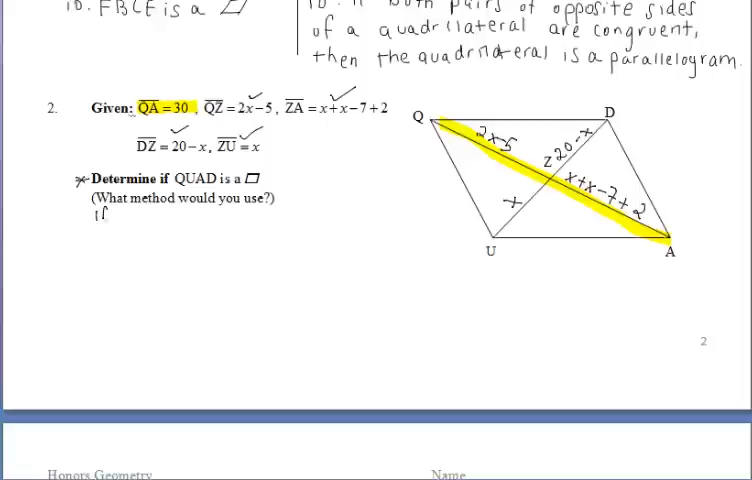 10. FBCE is a ▱
10. If both pairs of opposite sides
of a quadrilateral are congruent,
then the quadrilateral is a parallelogram.
2. Given: QA = 30 , QZ = 2x−5 , ZA = x+x−7+2
DZ = 20−x , ZU = x
Determine if QUAD is a ▱
(What method would you use?)
If
Q
D
2x-5
Z
20-x
x+x-7+2
x
U
A
2
Honors Geometry
Name